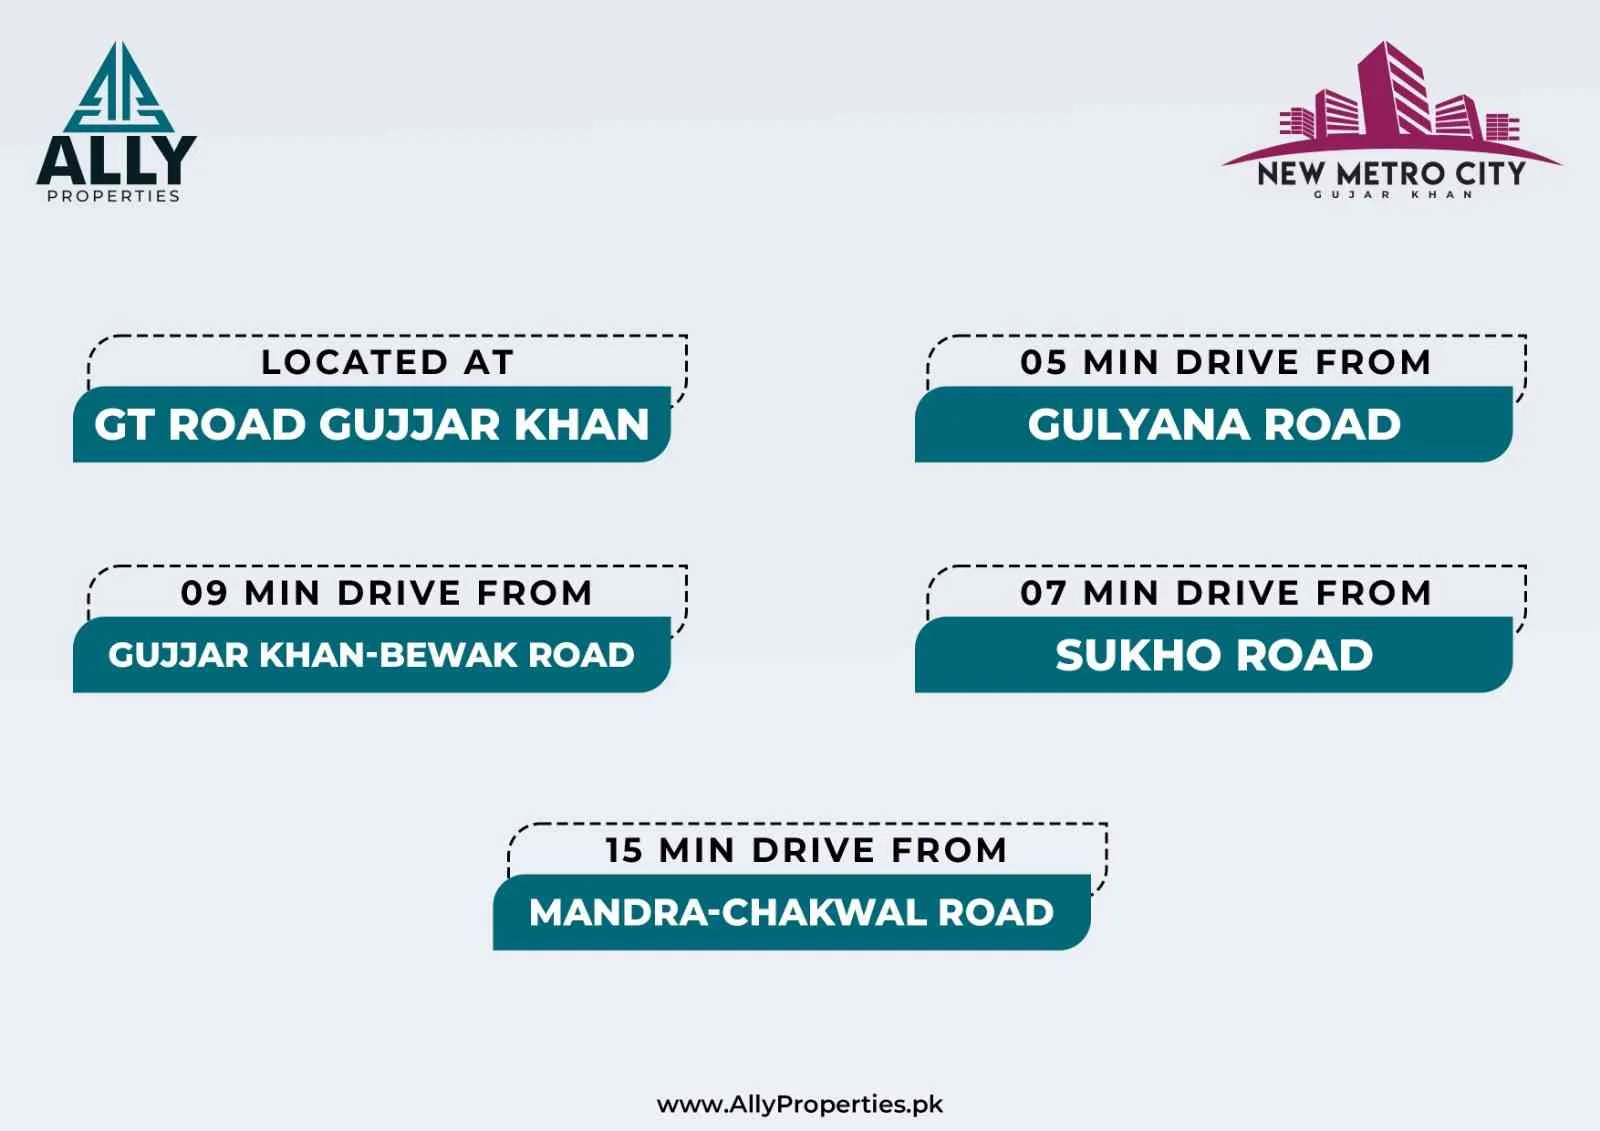 ALLY
PROPERTIES
NEW METRO CITY
GUJAR KHAN
LOCATED AT
GT ROAD GUJJAR KHAN
05 MIN DRIVE FROM
GULYANA ROAD
09 MIN DRIVE FROM
GUJJAR KHAN-BEWAK ROAD
07 MIN DRIVE FROM
SUKHO ROAD
15 MIN DRIVE FROM
MANDRA-CHAKWAL ROAD
www.AllyProperties.pk